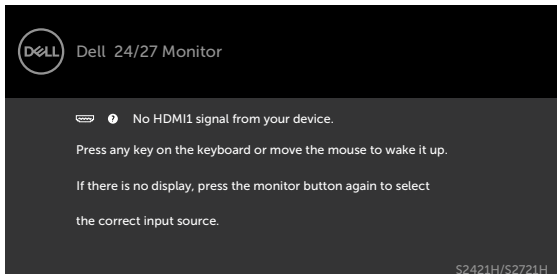 DELL
Dell 24/27 Monitor
? No HDMI1 signal from your device.
Press any key on the keyboard or move the mouse to wake it up.
If there is no display, press the monitor button again to select
the correct input source.
S2421H/S2721H